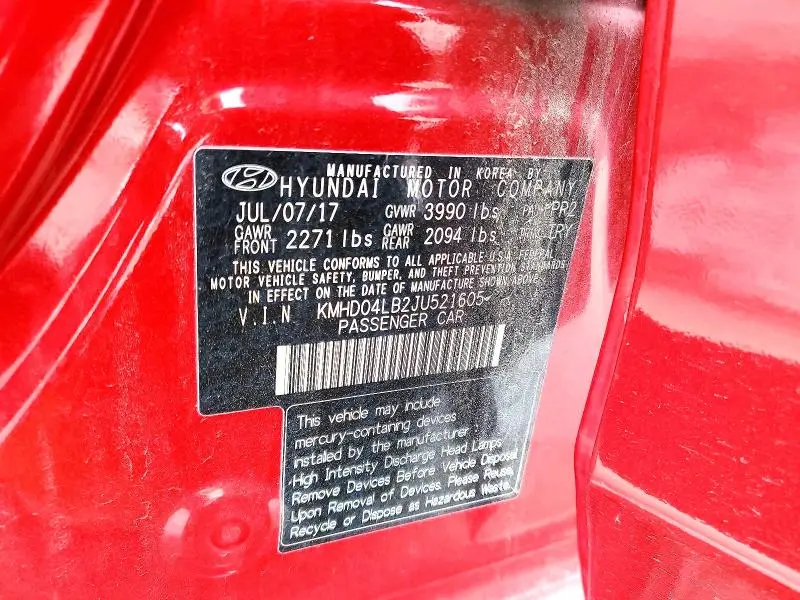 MANUFACTURED IN KOREA BY
HYUNDAI MOTOR COMPANY
JUL/07/17 GVWR 3990 lbs PR2
GAWR FRONT 2271 lbs GAWR REAR 2094 lbs ERY
THIS VEHICLE CONFORMS TO ALL APPLICABLE U.S.A. FEDERAL
MOTOR VEHICLE SAFETY, BUMPER, AND THEFT PREVENTION STANDARDS
IN EFFECT ON THE DATE OF MANUFACTURE SHOWN ABOVE.
V.I.N KMHD04LB2JU521605
PASSENGER CAR
This vehicle may include
mercury-containing devices
installed by the manufacturer :
High Intensity Discharge Head Lamps
Remove Devices Before Vehicle Disposal
Upon Removal of Devices, Please Reuse,
Recycle or Dispose as Hazardous Waste.